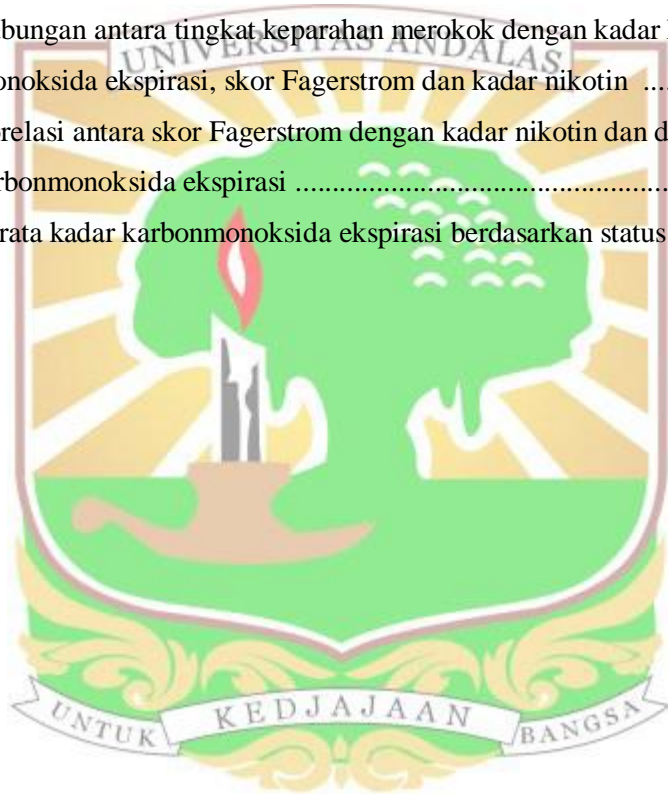 bungan antara tingkat keparahan merokok dengan kadar
UNIVERSITAS ANDALAS
onoksida ekspirasi, skor Fagerstrom dan kadar nikotin ....
relasi antara skor Fagerstrom dengan kadar nikotin dan d
rbonmonoksida ekspirasi ................................................
rata kadar karbonmonoksida ekspirasi berdasarkan status
UNTUK KEDJAJAAN BANGSA